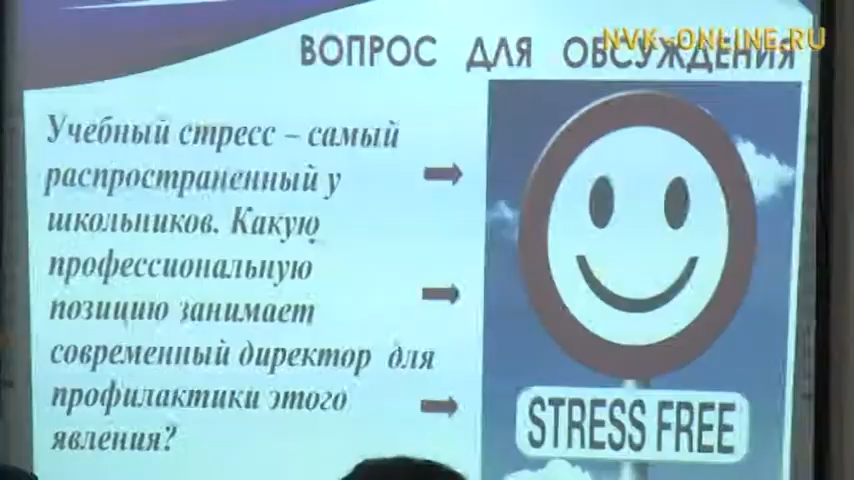 NVK-ONLINE.RU
ВОПРОС ДЛЯ ОБСУЖДЕНИЯ
Учебный стресс – самый
распространенный у
школьников. Какую
профессиональную
позицию занимает
современный директор для
профилактики этого
явления?
STRESS FREE